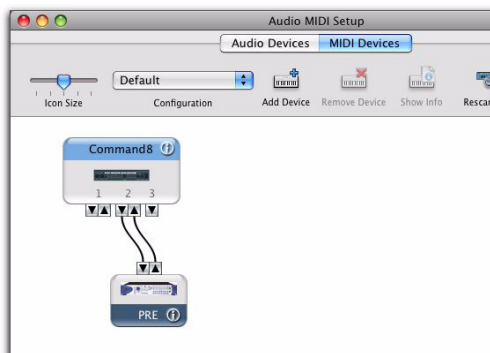 Audio MIDI Setup
Audio Devices MIDI Devices
Default
Icon Size Configuration Add Device Remove Device Show Info Rescan
Command8 i
1 2 3
PRE i